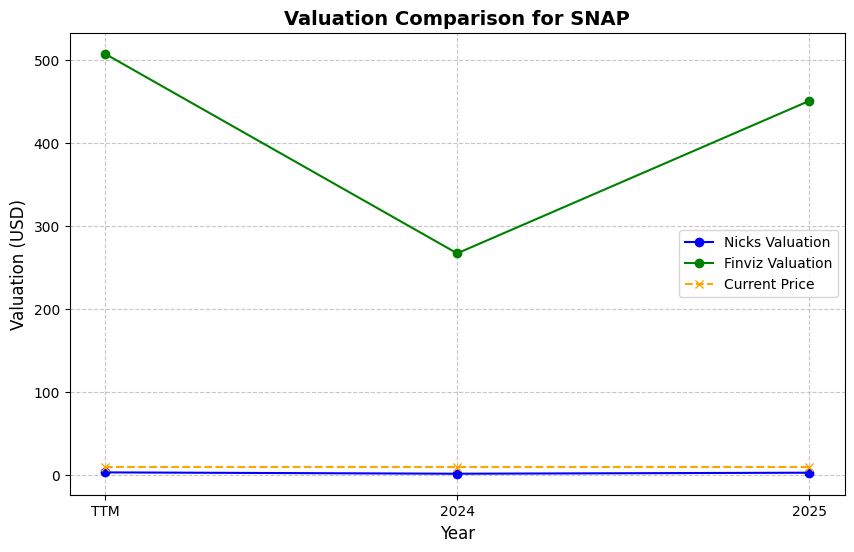 Valuation Comparison for SNAP
Valuation (USD)
500
400
300
200
100
0
Nicks Valuation
Finviz Valuation
Current Price
TTM
2024
2025
Year